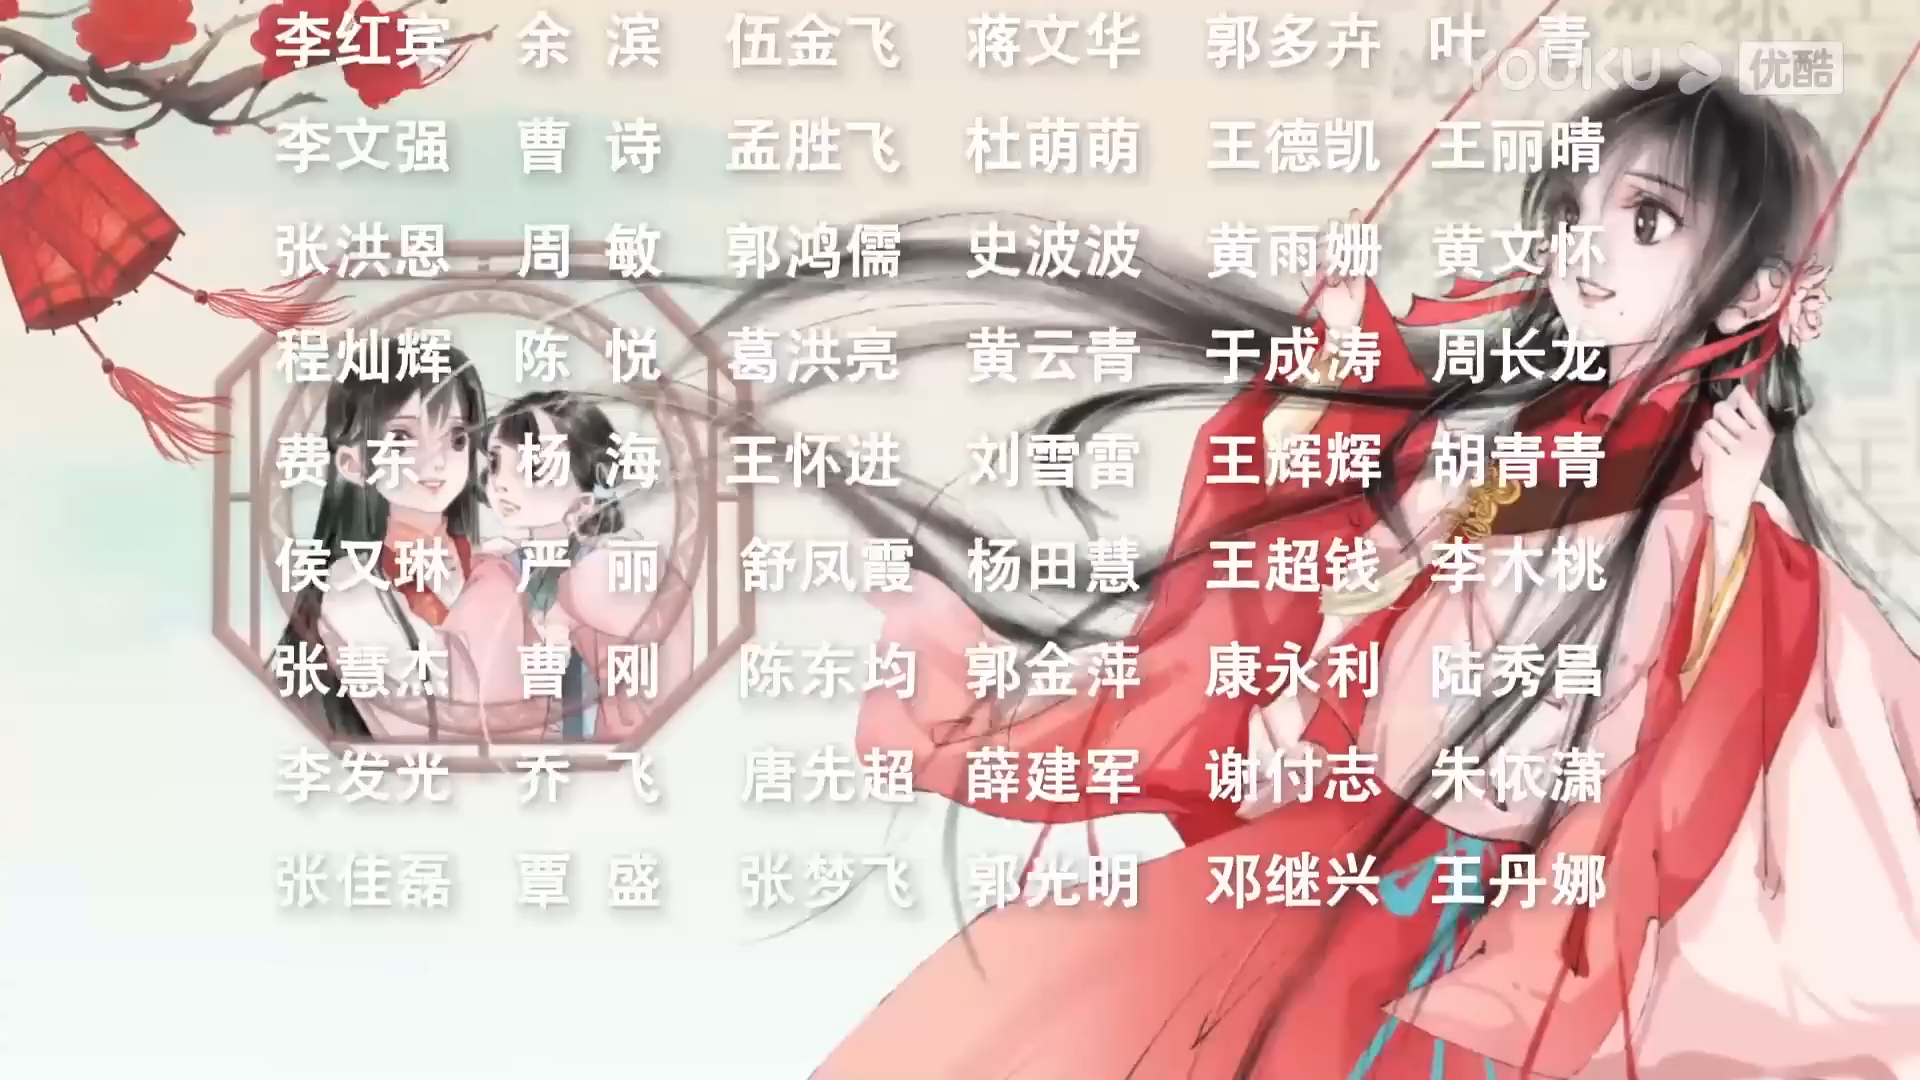 李红宾 余滨 伍金飞 蒋文华 郭多卉 叶青
YOUKU 优酷
李文强 曹诗 孟胜飞 杜萌萌 王德凯 王丽晴
张洪恩 周敏 郭鸿儒 史波波 黄雨姗 黄文怀
程灿辉 陈悦 葛洪亮 黄云青 于成涛 周长龙
费东 杨海 王怀进 刘雪雷 王辉辉 胡青青
侯又琳 严丽 舒凤霞 杨田慧 王超钱 李木桃
张慧杰 曹刚 陈东均 郭金萍 康永利 陆秀昌
李发光 乔飞 唐先超 薛建军 谢付志 朱依潇
张佳磊 覃盛 张梦飞 郭光明 邓继兴 王丹娜